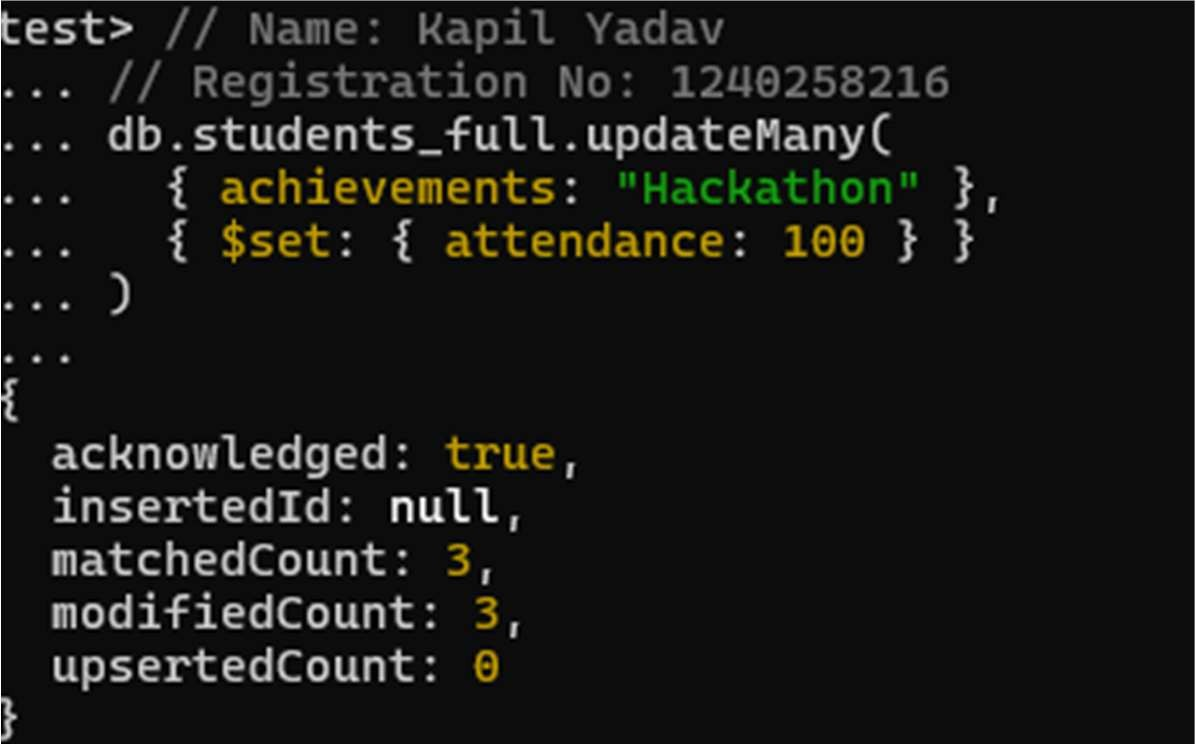 test> // Name: Kapil Yadav
... // Registration No: 1240258216
... db.students_full.updateMany(
...   { achievements: "Hackathon" },
...   { $set: { attendance: 100 } }
... )
...
{
  acknowledged: true,
  insertedId: null,
  matchedCount: 3,
  modifiedCount: 3,
  upsertedCount: 0
}